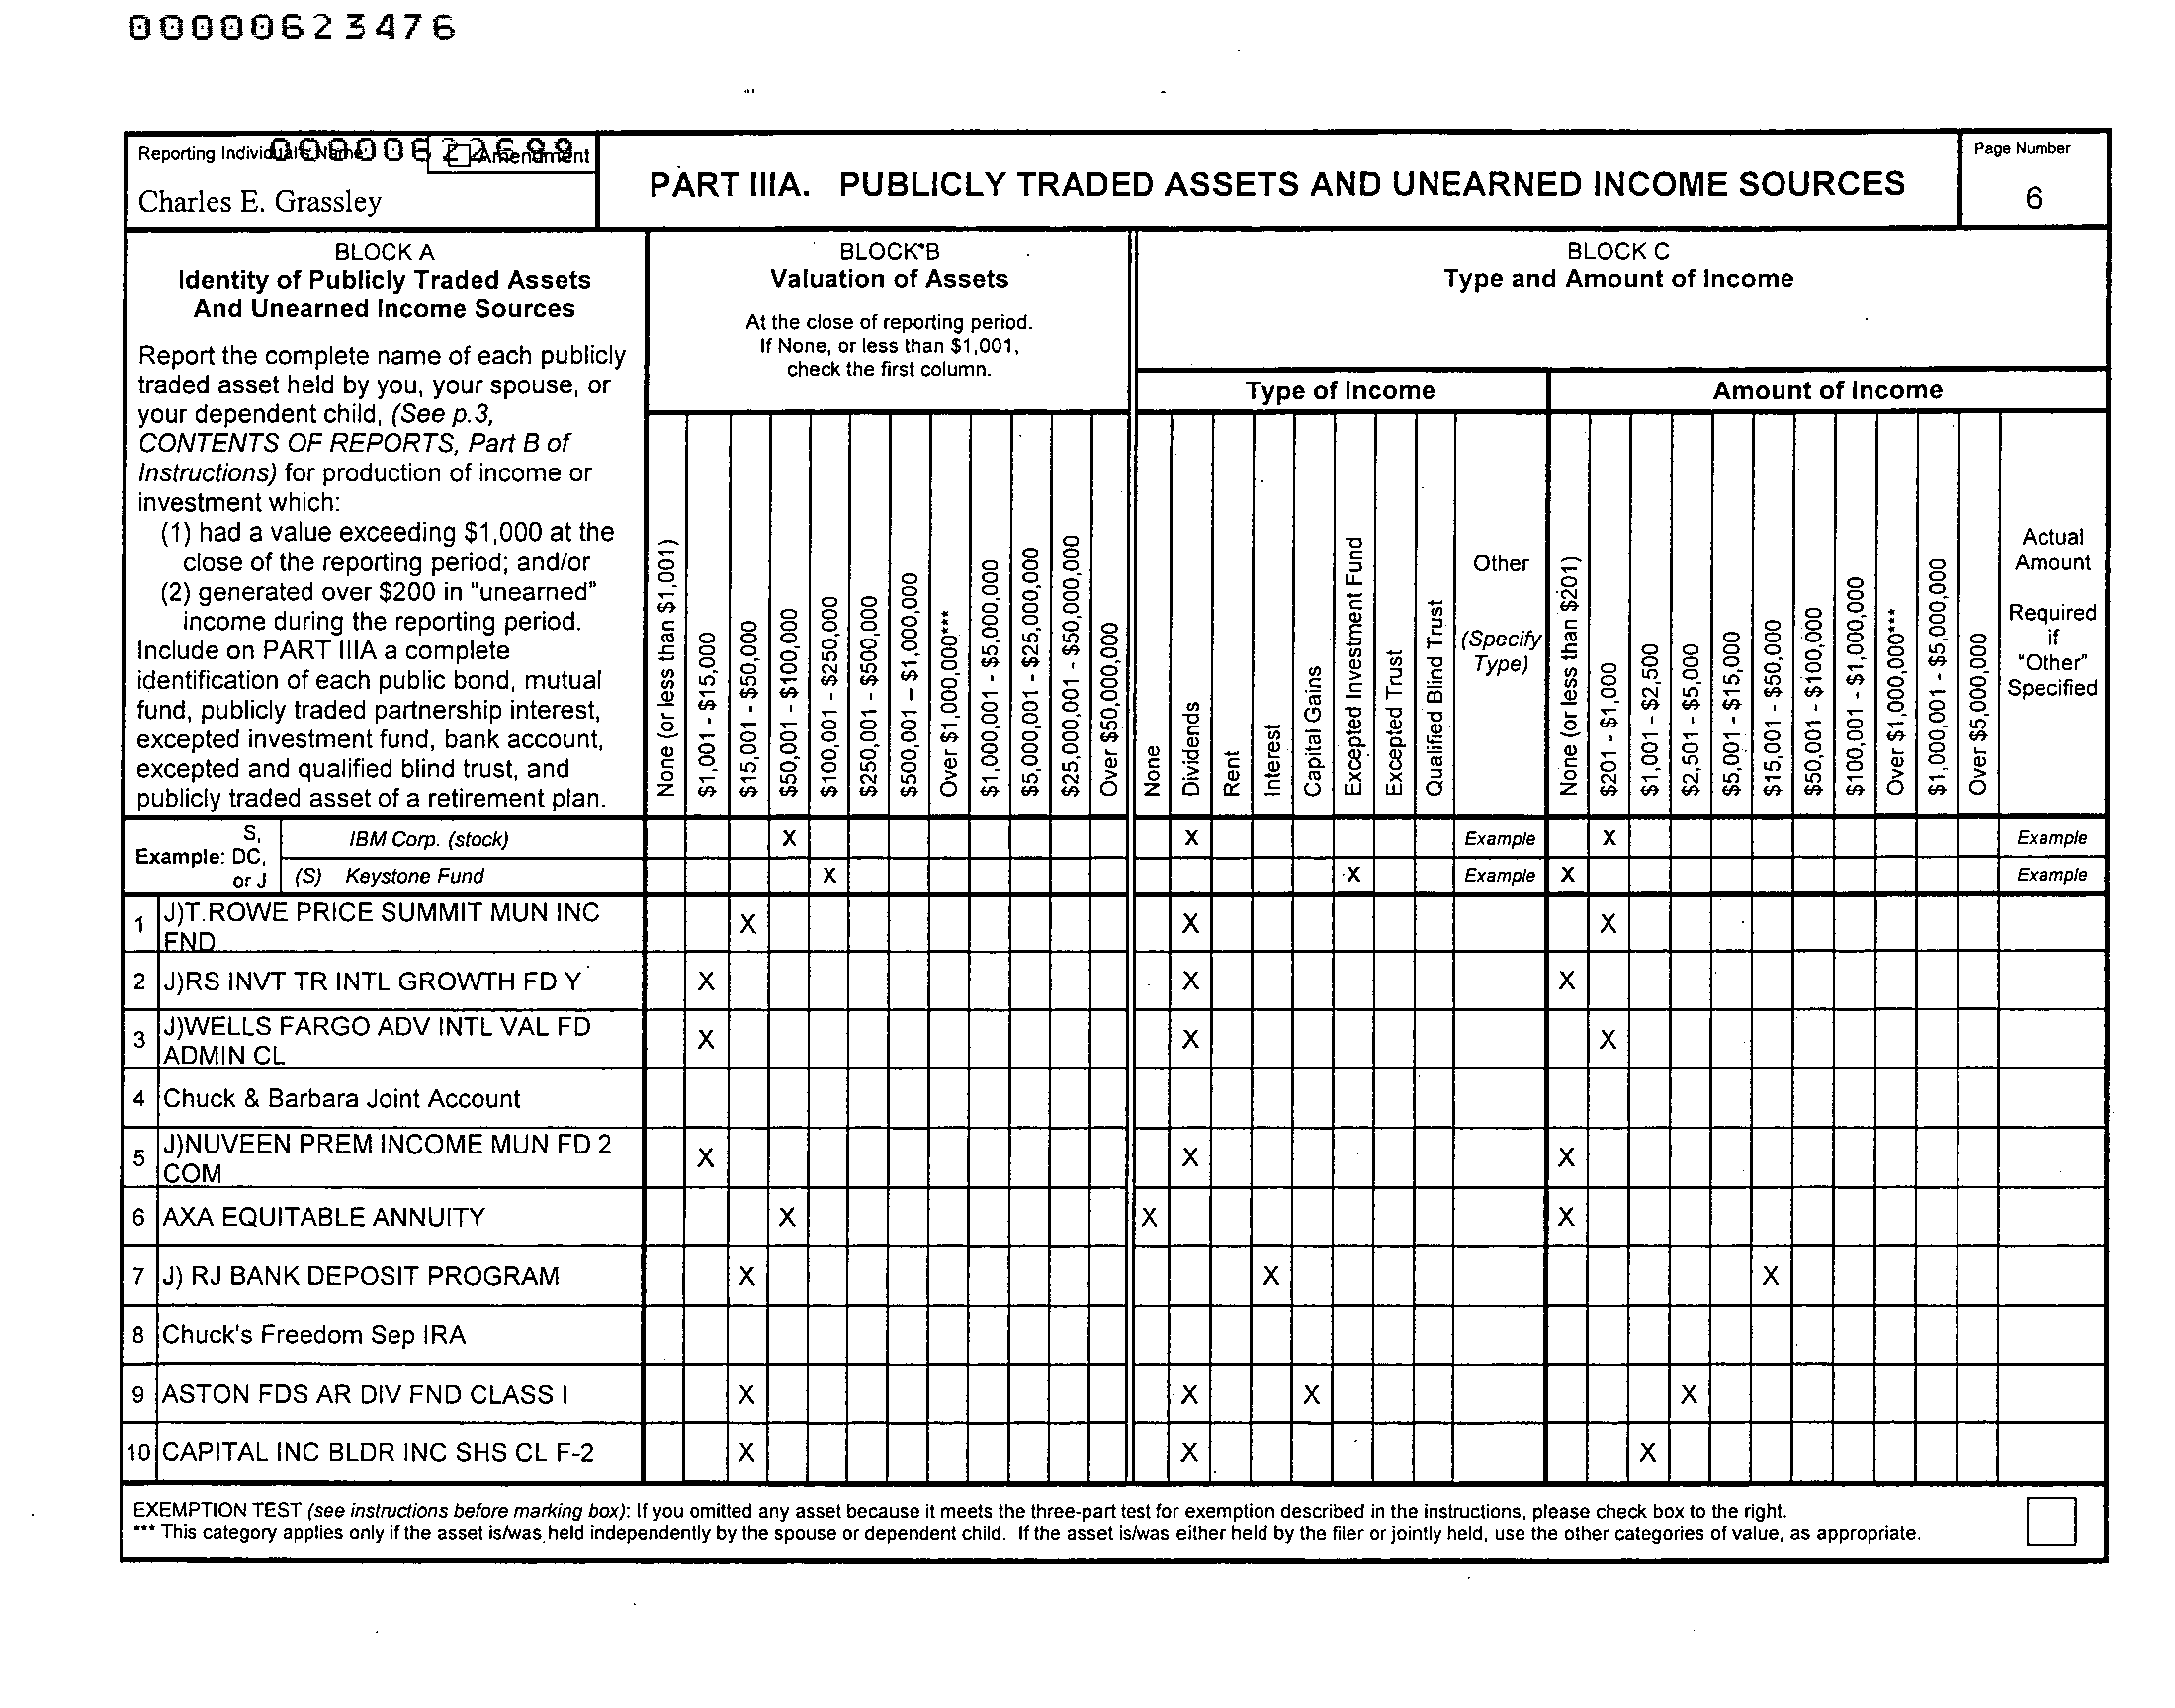 00000623476
Reporting Individual's Name
Amendment
Charles E. Grassley
PART IIIA. PUBLICLY TRADED ASSETS AND UNEARNED INCOME SOURCES
Page Number
6
BLOCK A
Identity of Publicly Traded Assets
And Unearned Income Sources
Report the complete name of each publicly
traded asset held by you, your spouse, or
your dependent child, (See p.3,
CONTENTS OF REPORTS, Part B of
Instructions) for production of income or
investment which:
(1) had a value exceeding $1,000 at the
close of the reporting period; and/or
(2) generated over $200 in "unearned"
income during the reporting period.
Include on PART IIIA a complete
identification of each public bond, mutual
fund, publicly traded partnership interest,
excepted investment fund, bank account,
excepted and qualified blind trust, and
publicly traded asset of a retirement plan.
BLOCK B
Valuation of Assets
At the close of reporting period.
If None, or less than $1,001,
check the first column.
None (or less than $1,001)
$1,001 - $15,000
$15,001 - $50,000
$50,001 - $100,000
$100,001 - $250,000
$250,001 - $500,000
$500,001 – $1,000,000
Over $1,000,000***
$1,000,001 - $5,000,000
$5,000,001 - $25,000,000
$25,000,001 - $50,000,000
Over $50,000,000
BLOCK C
Type and Amount of Income
Type of Income
None
Dividends
Rent
Interest
Capital Gains
Excepted Investment Fund
Excepted Trust
Qualified Blind Trust
Other
(Specify
Type)
Amount of Income
None (or less than $201)
$201 - $1,000
$1,001 - $2,500
$2,501 - $5,000
$5,001 - $15,000
$15,001 - $50,000
$50,001 - $100,000
$100,001 - $1,000,000
Over $1,000,000***
$1,000,001 - $5,000,000
Over $5,000,000
Actual
Amount
Required
if
"Other"
Specified
Example: S, DC, or J
IBM Corp. (stock) X X Example X Example
(S) Keystone Fund X X Example X Example
1 J)T.ROWE PRICE SUMMIT MUN INC
FND X X X
2 J)RS INVT TR INTL GROWTH FD Y X X X
3 J)WELLS FARGO ADV INTL VAL FD
ADMIN CL X X X
4 Chuck & Barbara Joint Account
5 J)NUVEEN PREM INCOME MUN FD 2
COM X X X
6 AXA EQUITABLE ANNUITY X X X
7 J) RJ BANK DEPOSIT PROGRAM X X X
8 Chuck's Freedom Sep IRA
9 ASTON FDS AR DIV FND CLASS I X X X X
10 CAPITAL INC BLDR INC SHS CL F-2 X X X
EXEMPTION TEST (see instructions before marking box): If you omitted any asset because it meets the three-part test for exemption described in the instructions, please check box to the right.
*** This category applies only if the asset is/was held independently by the spouse or dependent child. If the asset is/was either held by the filer or jointly held, use the other categories of value, as appropriate.